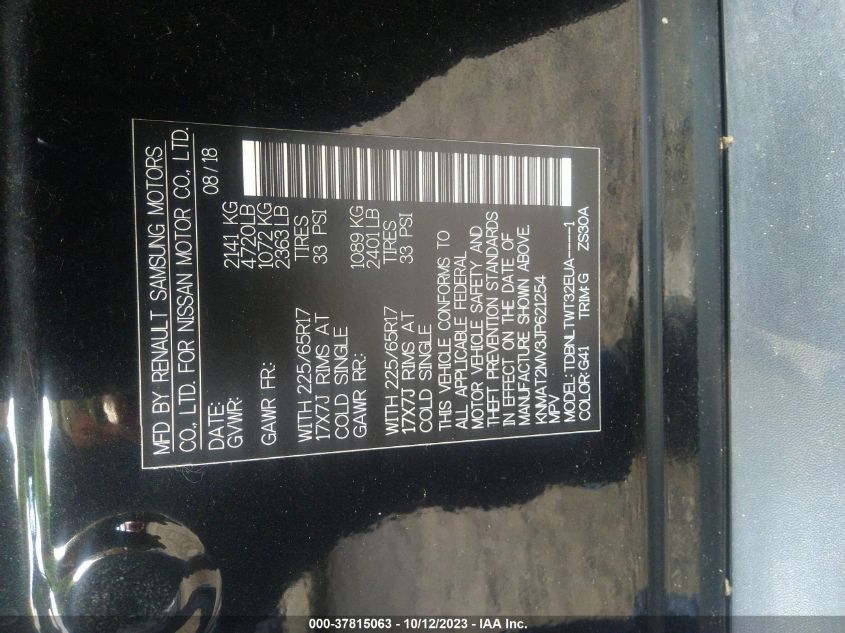 MFD BY RENAULT SAMSUNG MOTORS
CO., LTD. FOR NISSAN MOTOR CO., LTD.
DATE: 08/18
GVWR: 2141 KG
4720LB
GAWR FR: 1072 KG
2363 LB
WITH 225/65R17 TIRES
17X7J RIMS AT 33 PSI
COLD SINGLE
GAWR RR: 1089 KG
2401 LB
WITH 225/65R17 TIRES
17X7J RIMS AT 33 PSI
COLD SINGLE
THIS VEHICLE CONFORMS TO
ALL APPLICABLE FEDERAL
MOTOR VEHICLE SAFETY AND
THEFT PREVENTION STANDARDS
IN EFFECT ON THE DATE OF
MANUFACTURE SHOWN ABOVE.
KNMAT2MV3JP621254
MPV
MODEL: TDBNLTWT32EUA-----1
COLOR: G41 TRIM: G ZS30A
000-37815063 - 10/12/2023 - IAA Inc.